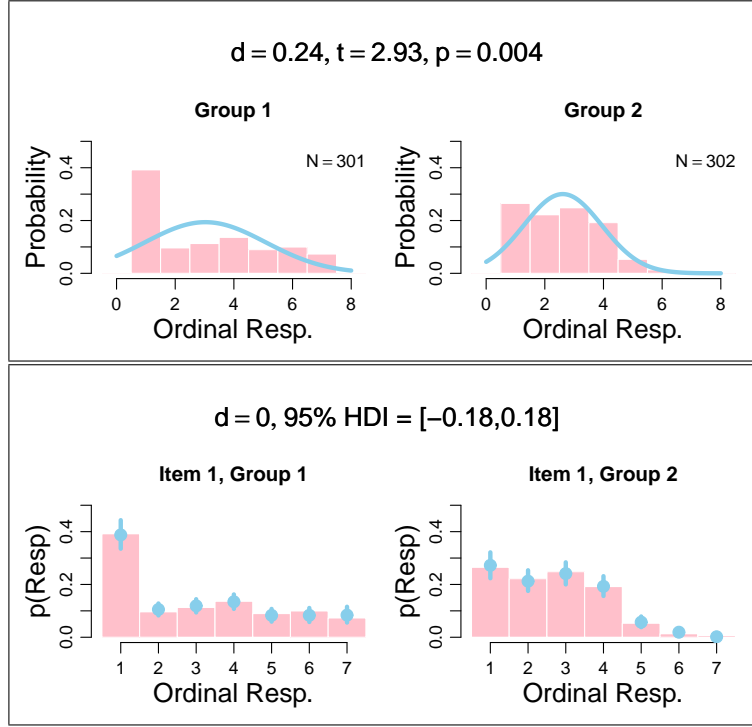 d = 0.24, t = 2.93, p = 0.004
Group 1
N = 301
Probability
0.0 0.2 0.4
0 2 4 6 8
Ordinal Resp.
Group 2
N = 302
Probability
0.0 0.2 0.4
0 2 4 6 8
Ordinal Resp.
d = 0, 95% HDI = [−0.18,0.18]
Item 1, Group 1
p(Resp)
0.0 0.2 0.4
1 2 3 4 5 6 7
Ordinal Resp.
Item 1, Group 2
p(Resp)
0.0 0.2 0.4
1 2 3 4 5 6 7
Ordinal Resp.